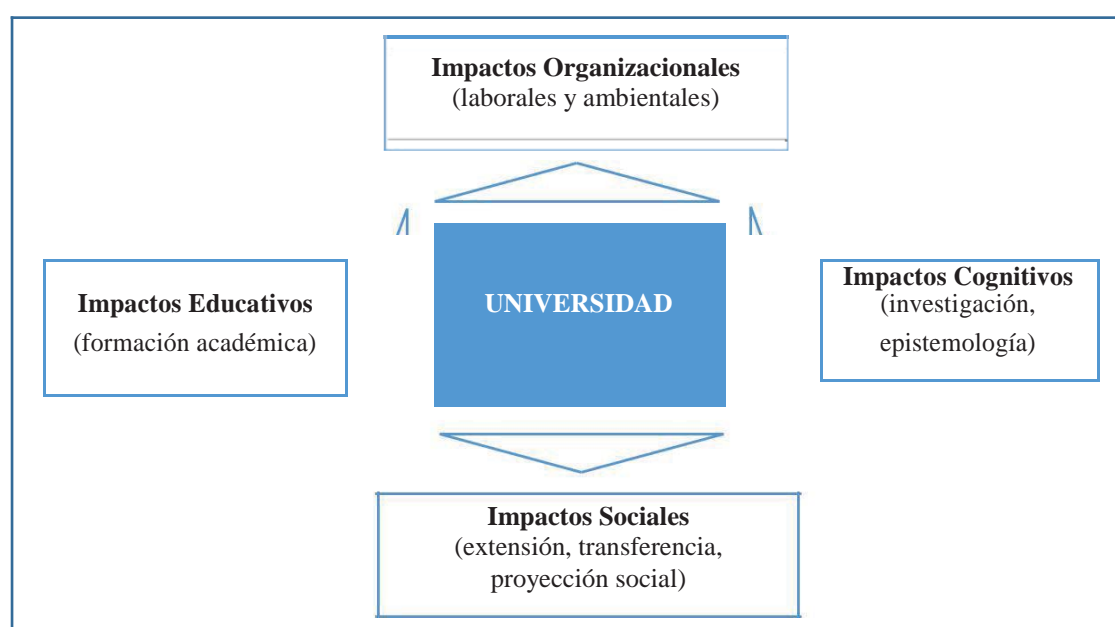 Impactos Organizacionales
(laborales y ambientales)
Impactos Educativos
(formación académica)
UNIVERSIDAD
Impactos Cognitivos
(investigación,
epistemología)
Impactos Sociales
(extensión, transferencia,
proyección social)